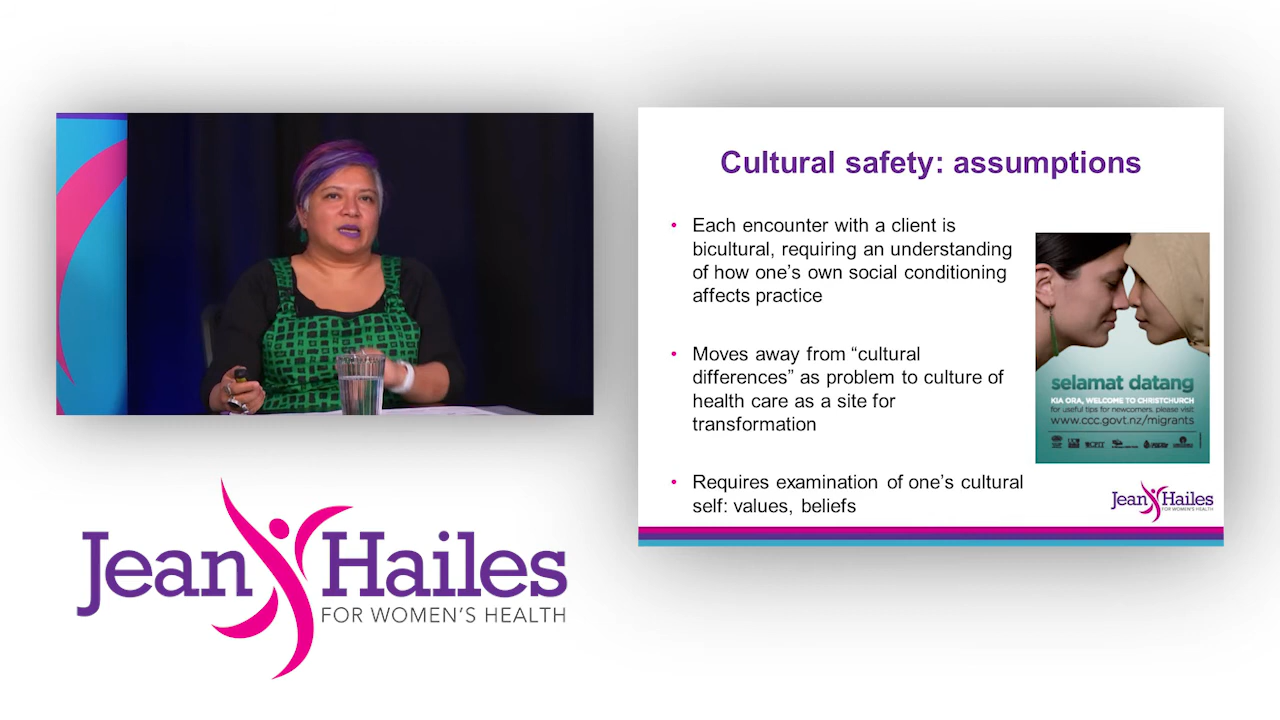 Cultural safety: assumptions
• Each encounter with a client is
bicultural, requiring an understanding
of how one’s own social conditioning
affects practice
• Moves away from “cultural
differences” as problem to culture of
health care as a site for
transformation
• Requires examination of one’s cultural
self: values, beliefs
selamat datang
KIA ORA, WELCOME TO CHRISTCHURCH
for useful tips for newcomers, please visit
www.ccc.govt.nz/migrants
Jean Hailes
FOR WOMEN'S HEALTH
Jean Hailes
FOR WOMEN’S HEALTH